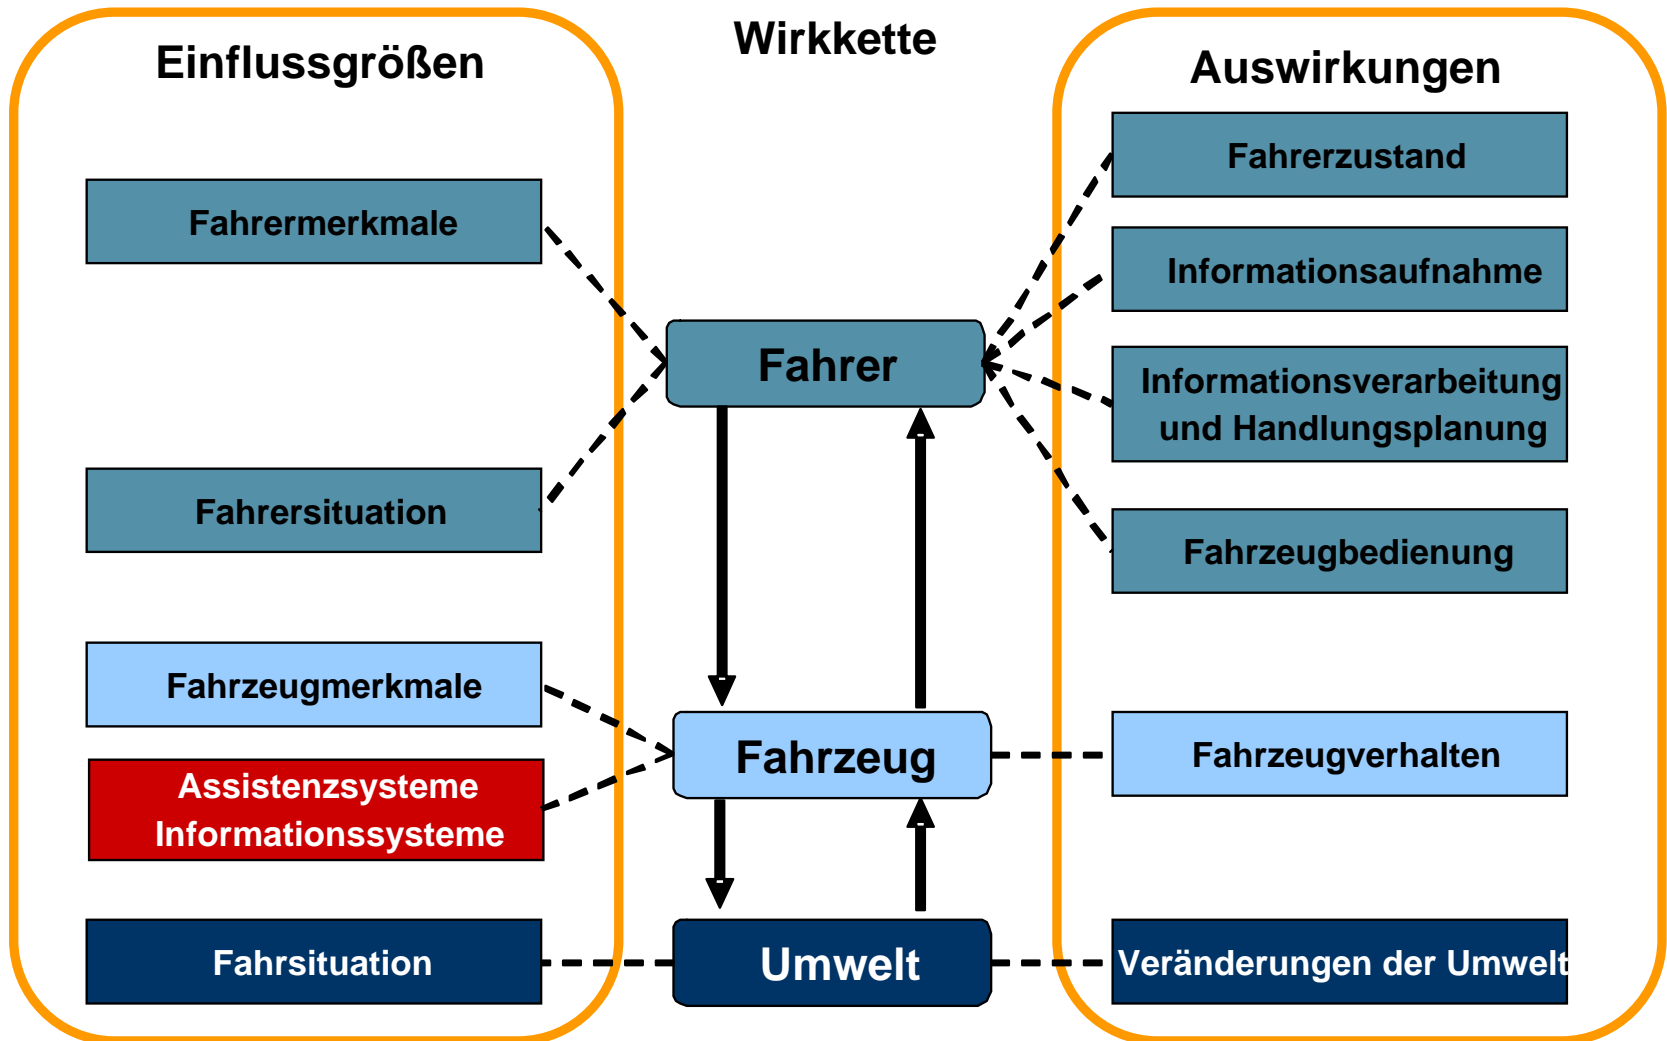 Einflussgrößen
Fahrermerkmale
Fahrersituation
Fahrzeugmerkmale
Assistenzsysteme
Informationssysteme
Fahrsituation
Wirkkette
Fahrer
Fahrzeug
Umwelt
Auswirkungen
Fahrerzustand
Informationsaufnahme
Informationsverarbeitung
und Handlungsplanung
Fahrzeugbedienung
Fahrzeugverhalten
Veränderungen der Umwelt